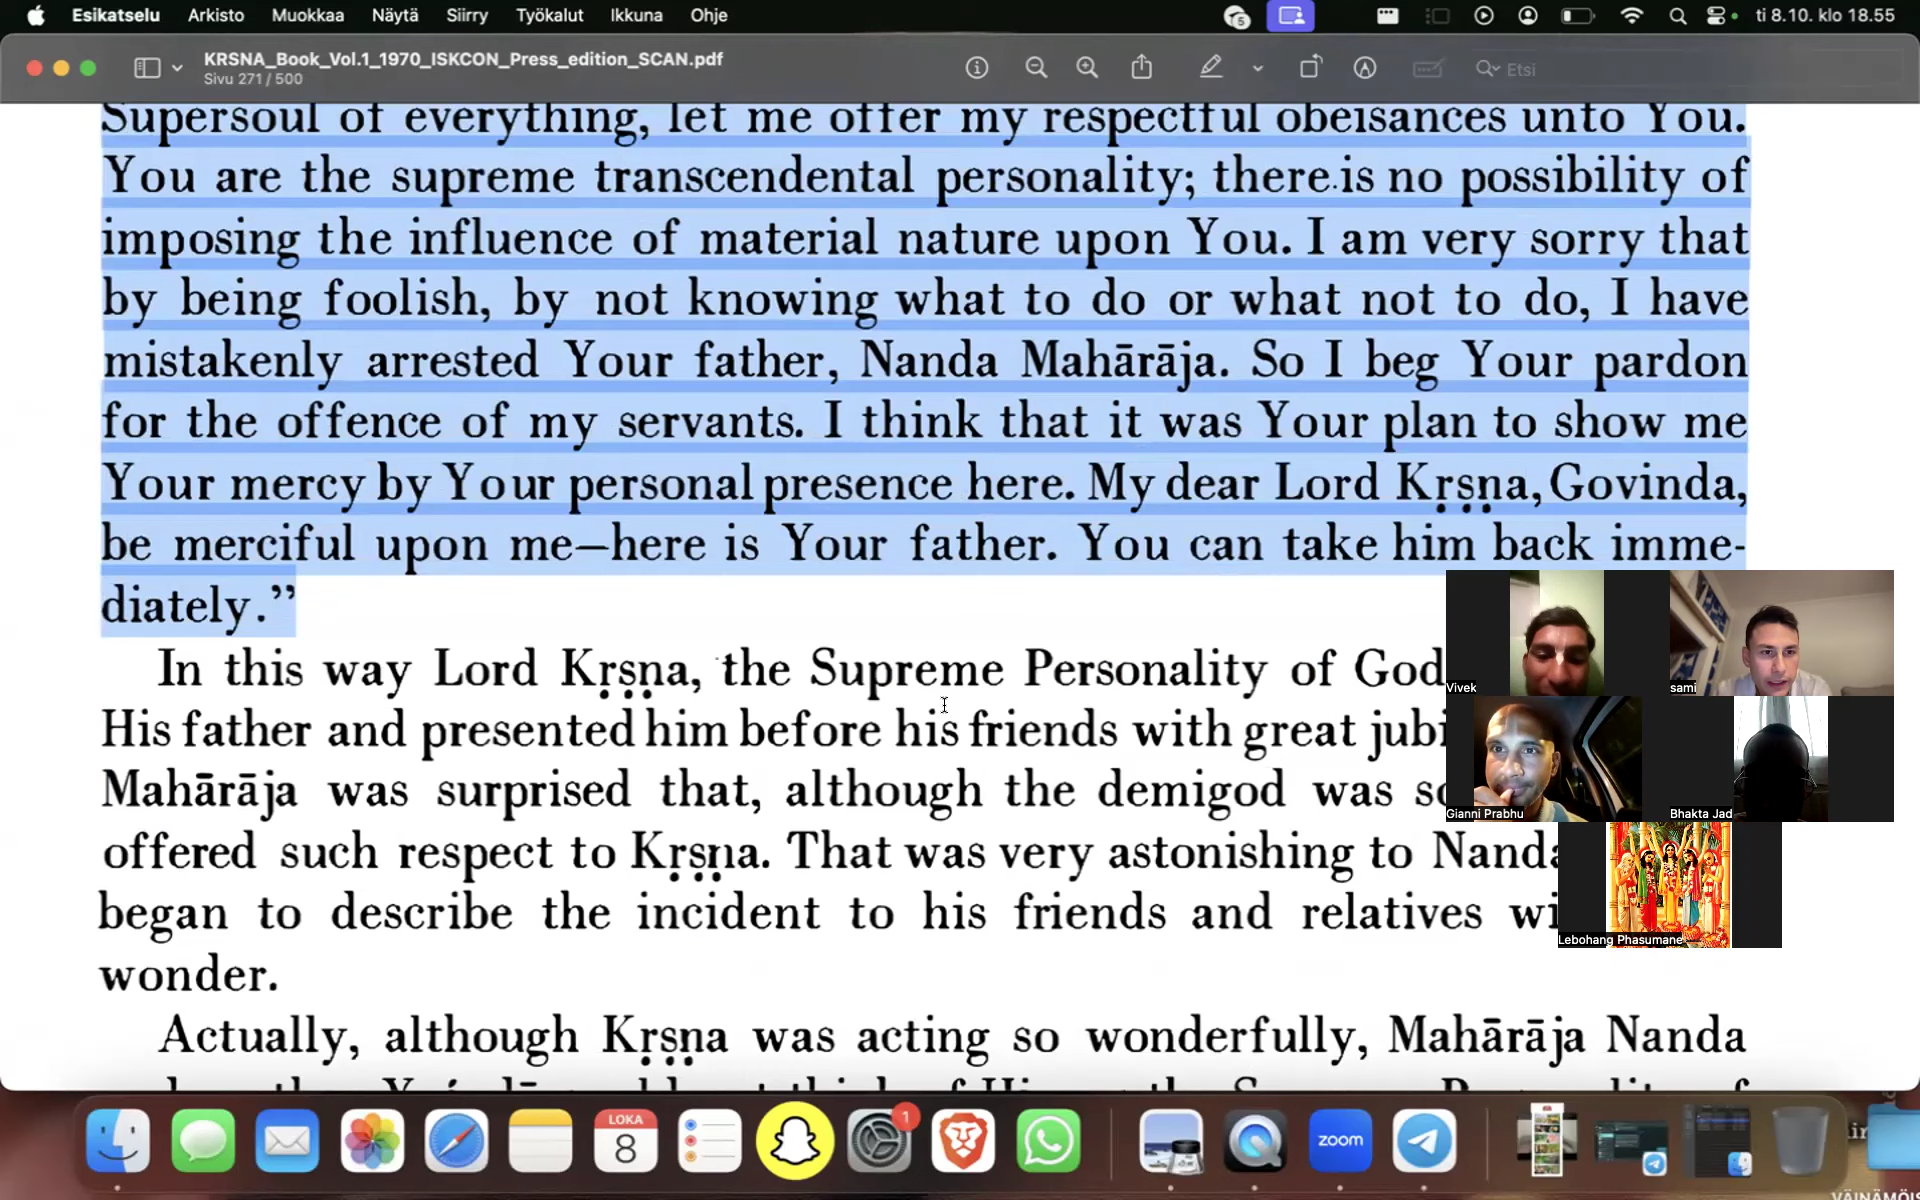 Esikatselu Arkisto Muokkaa Näytä Siirry Työkalut Ikkuna Ohje
5
ti 8.10. klo 18.55
KRSNA_Book_Vol.1_1970_ISKCON_Press_edition_SCAN.pdf
Sivu 271 / 500
Etsi
Supersoul of everything, let me offer my respectful obeisances unto You.
You are the supreme transcendental personality; there is no possibility of
imposing the influence of material nature upon You. I am very sorry that
by being foolish, by not knowing what to do or what not to do, I have
mistakenly arrested Your father, Nanda Mahārāja. So I beg Your pardon
for the offence of my servants. I think that it was Your plan to show me
Your mercy by Your personal presence here. My dear Lord Kṛṣṇa, Govinda,
be merciful upon me—here is Your father. You can take him back imme-
diately.”
In this way Lord Kṛṣṇa, the Supreme Personality of God
His father and presented him before his friends with great jubi
Mahārāja was surprised that, although the demigod was so
offered such respect to Kṛṣṇa. That was very astonishing to Nanda
began to describe the incident to his friends and relatives wi
wonder.
Actually, although Kṛṣṇa was acting so wonderfully, Mahārāja Nanda
Vivek
sami
Gianni Prabhu
Bhakta Jad
Lebohang Phasumane
LOKA
8
1
zoom